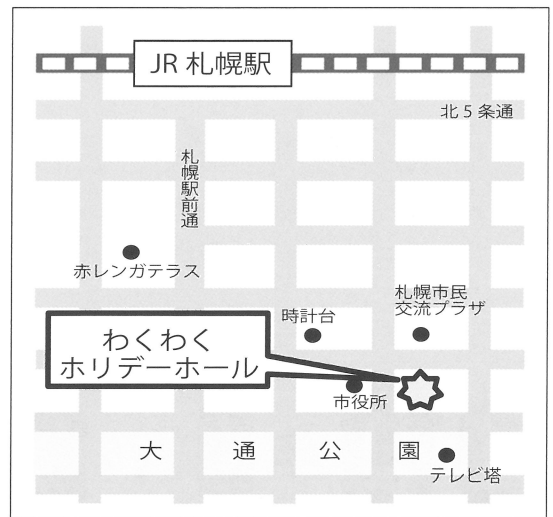 JR 札幌駅
北 5 条通
札幌駅前通
赤レンガテラス
札幌市民
交流プラザ
時計台
わくわく
ホリデーホール
市役所
大通公園
テレビ塔